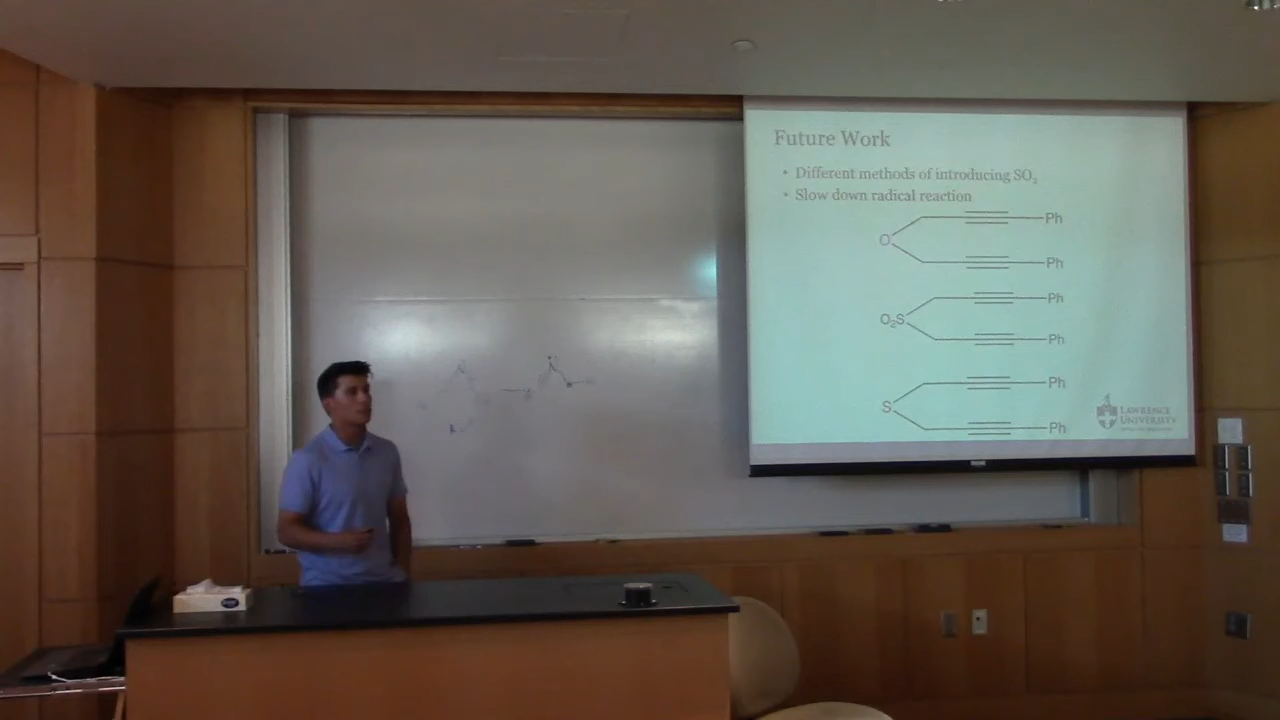 Future Work
• Different methods of introducing SO₂
• Slow down radical reaction
Ph
O
Ph
Ph
O₂S
Ph
Ph
S
Ph
LAWRENCE
UNIVERSITY